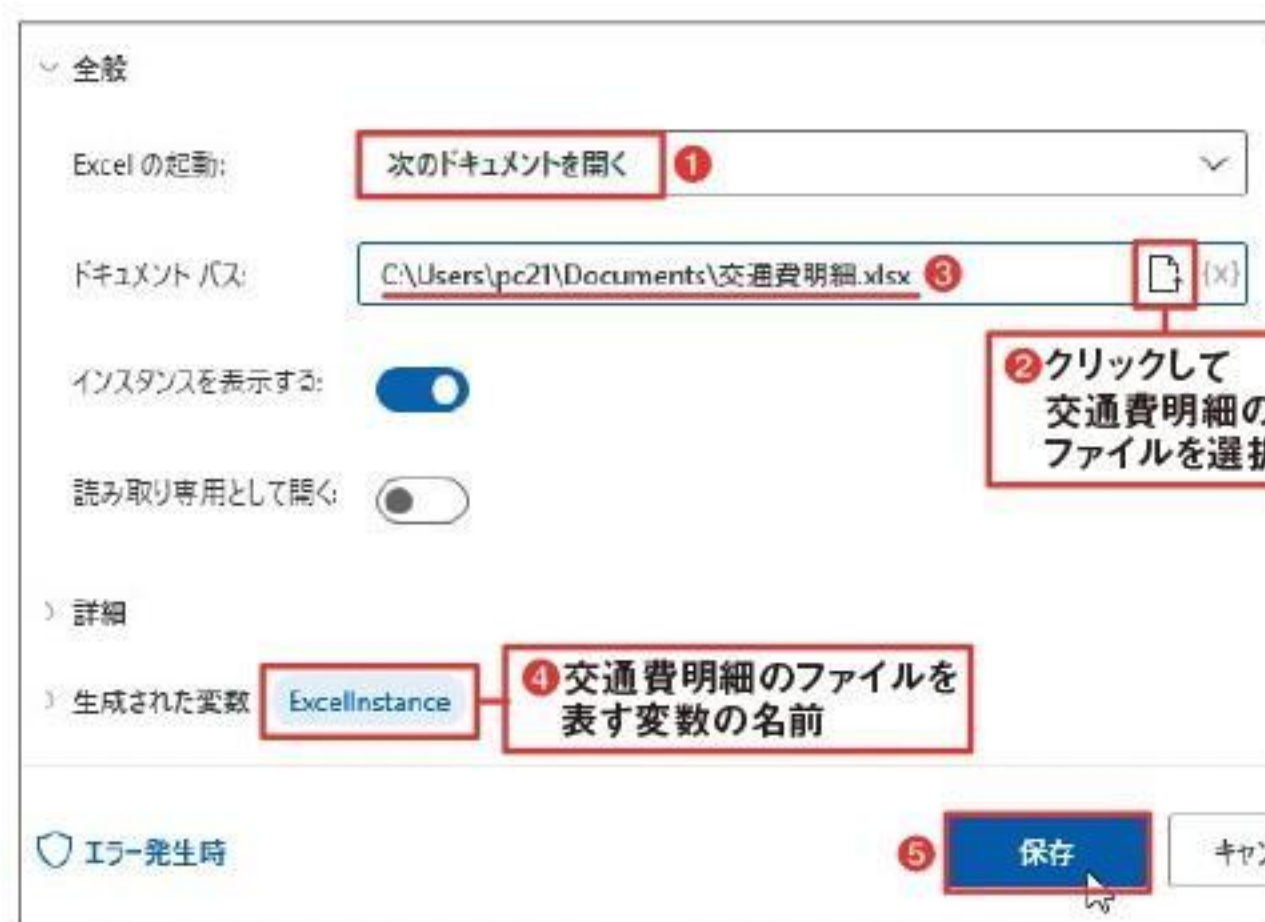 全般
Excel の起動:
次のドキュメントを開く ❶
ドキュメント パス:
C:\Users\pc21\Documents\交通費明細.xlsx ❸
{x}
❷クリックして
交通費明細の
ファイルを選択
インスタンスを表示する:
読み取り専用として開く:
詳細
生成された変数 ExcelInstance
❹交通費明細のファイルを
表す変数の名前
エラー発生時
❺ 保存
キャン